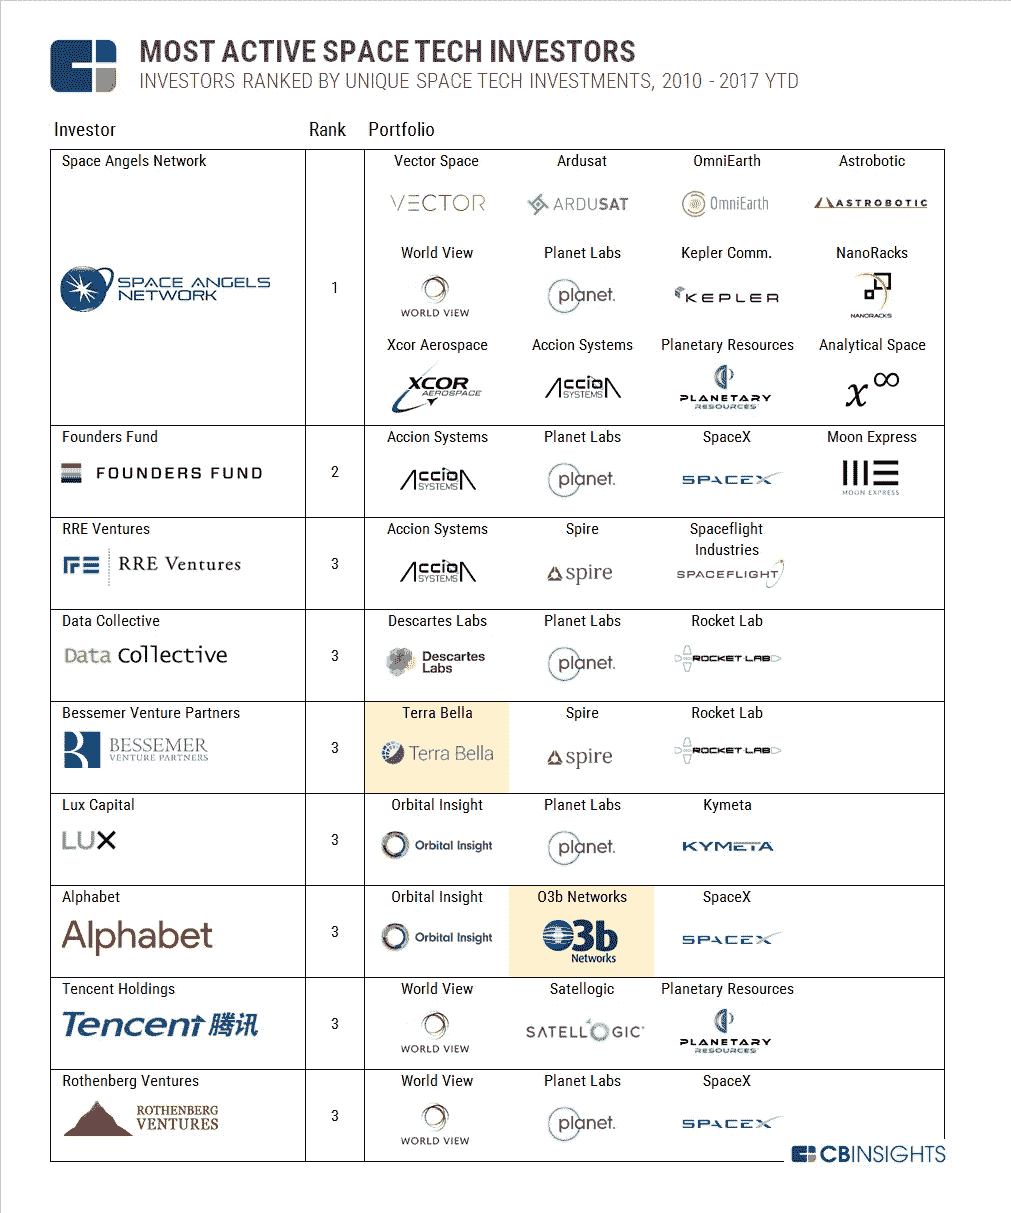 MOST ACTIVE SPACE TECH INVESTORS
INVESTORS RANKED BY UNIQUE SPACE TECH INVESTMENTS, 2010 - 2017 YTD
Investor Rank Portfolio
Space Angels Network Vector Space Ardusat OmniEarth Astrobotic
VECTOR ARDUSAT OmniEarth ASTROBOTIC
World View Planet Labs Kepler Comm. NanoRacks
SPACE ANGELS NETWORK 1 WORLD VIEW planet. KEPLER NANORACKS
Xcor Aerospace Accion Systems Planetary Resources Analytical Space
XCOR AEROSPACE ACCION SYSTEMS PLANETARY RESOURCES x∞
Founders Fund Accion Systems Planet Labs SpaceX Moon Express
FOUNDERS FUND 2 ACCION SYSTEMS planet. SPACEX MOON EXPRESS
RRE Ventures Accion Systems Spire Spaceflight Industries
RRE Ventures 3 ACCION SYSTEMS spire SPACEFLIGHT
Data Collective Descartes Labs Planet Labs Rocket Lab
Data Collective 3 Descartes Labs planet. ROCKET LAB
Bessemer Venture Partners Terra Bella Spire Rocket Lab
BESSEMER VENTURE PARTNERS 3 Terra Bella spire ROCKET LAB
Lux Capital Orbital Insight Planet Labs Kymeta
LUX 3 Orbital Insight planet. KYMETA
Alphabet Orbital Insight O3b Networks SpaceX
Alphabet 3 Orbital Insight O3b Networks SPACEX
Tencent Holdings World View Satellogic Planetary Resources
Tencent 腾讯 3 WORLD VIEW SATELLOGIC PLANETARY RESOURCES
Rothenberg Ventures World View Planet Labs SpaceX
ROTHENBERG VENTURES 3 WORLD VIEW planet. SPACEX
CBINSIGHTS